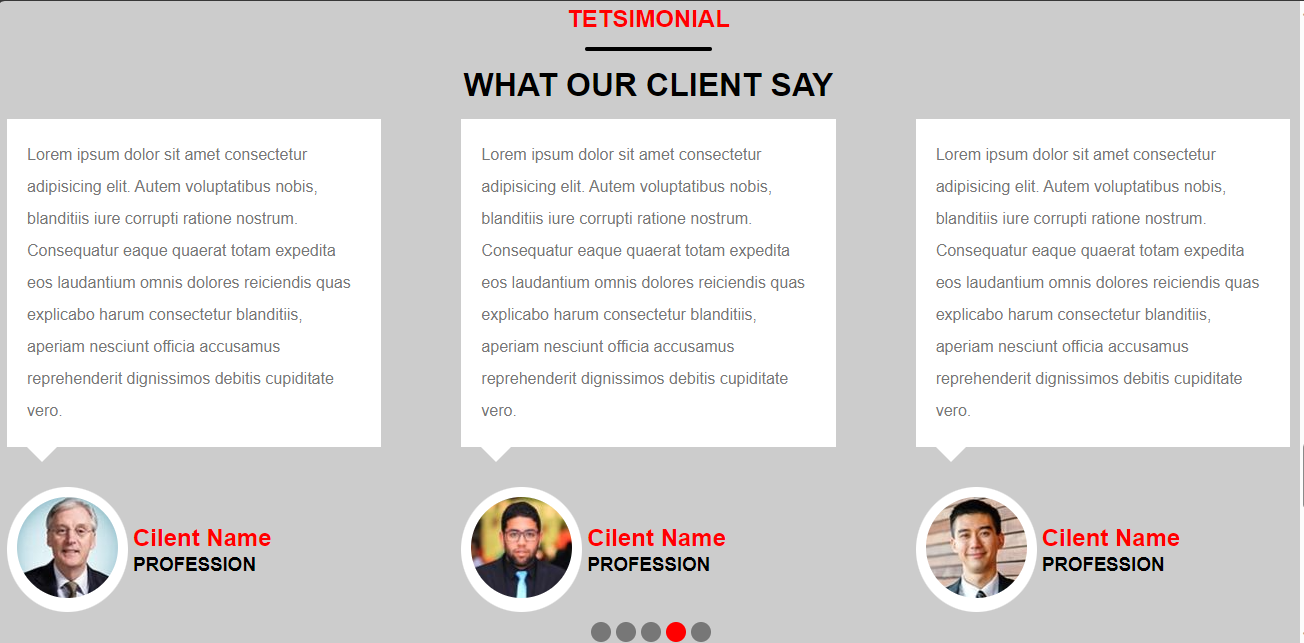 TETSIMONIAL
WHAT OUR CLIENT SAY
Lorem ipsum dolor sit amet consectetur
adipisicing elit. Autem voluptatibus nobis,
blanditiis iure corrupti ratione nostrum.
Consequatur eaque quaerat totam expedita
eos laudantium omnis dolores reiciendis quas
explicabo harum consectetur blanditiis,
aperiam nesciunt officia accusamus
reprehenderit dignissimos debitis cupiditate
vero.
Cilent Name
PROFESSION
Lorem ipsum dolor sit amet consectetur
adipisicing elit. Autem voluptatibus nobis,
blanditiis iure corrupti ratione nostrum.
Consequatur eaque quaerat totam expedita
eos laudantium omnis dolores reiciendis quas
explicabo harum consectetur blanditiis,
aperiam nesciunt officia accusamus
reprehenderit dignissimos debitis cupiditate
vero.
Cilent Name
PROFESSION
Lorem ipsum dolor sit amet consectetur
adipisicing elit. Autem voluptatibus nobis,
blanditiis iure corrupti ratione nostrum.
Consequatur eaque quaerat totam expedita
eos laudantium omnis dolores reiciendis quas
explicabo harum consectetur blanditiis,
aperiam nesciunt officia accusamus
reprehenderit dignissimos debitis cupiditate
vero.
Cilent Name
PROFESSION